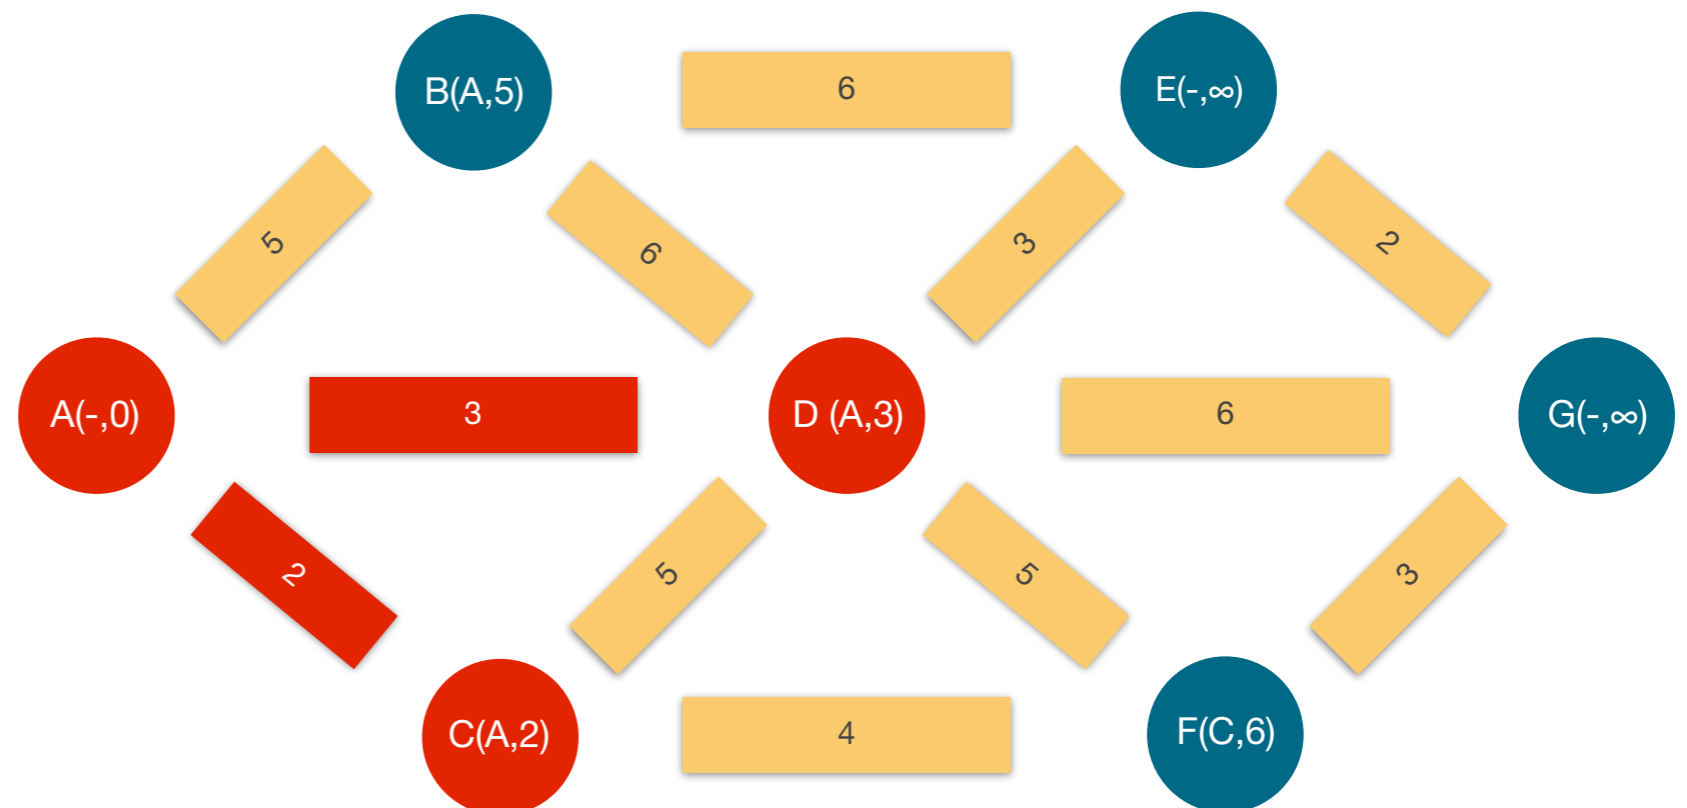 B(A,5)
6
E(-,∞)
5
6
3
2
A(-,0)
3
D (A,3)
6
G(-,∞)
2
5
5
3
C(A,2)
4
F(C,6)